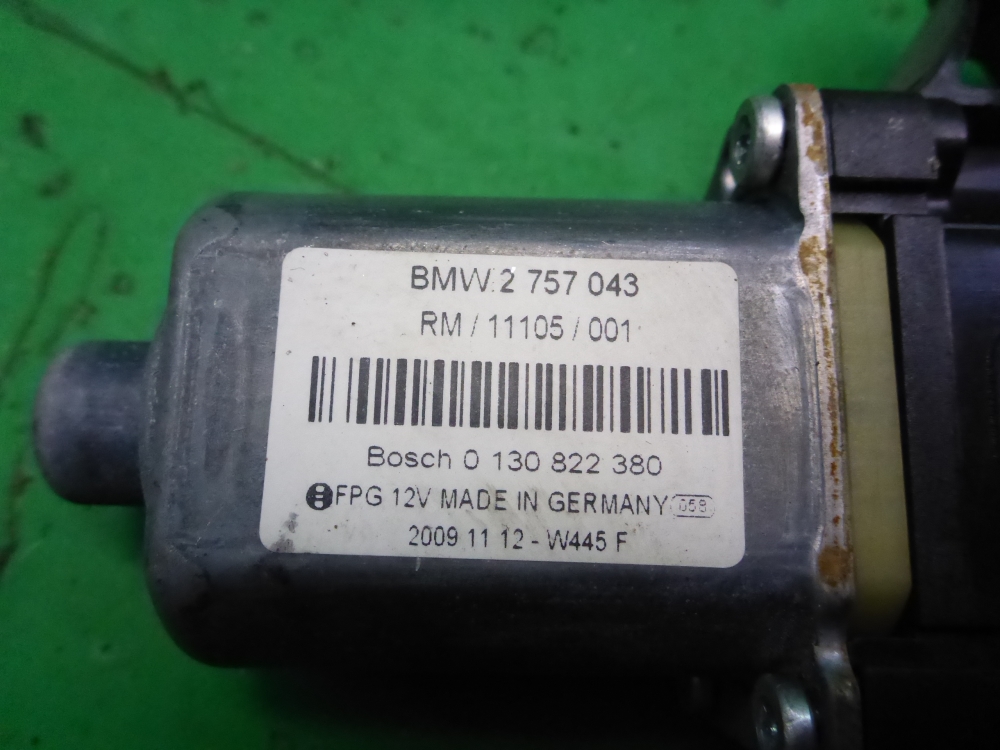 BMW 2 757 043
RM / 11105 / 001
Bosch 0 130 822 380
FPG 12V MADE IN GERMANY 058
2009 11 12 - W445 F